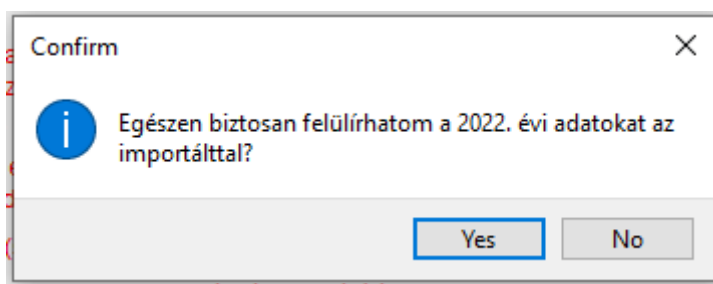 Confirm
Egészen biztosan felülírhatom a 2022. évi adatokat az
importálttal?
Yes
No